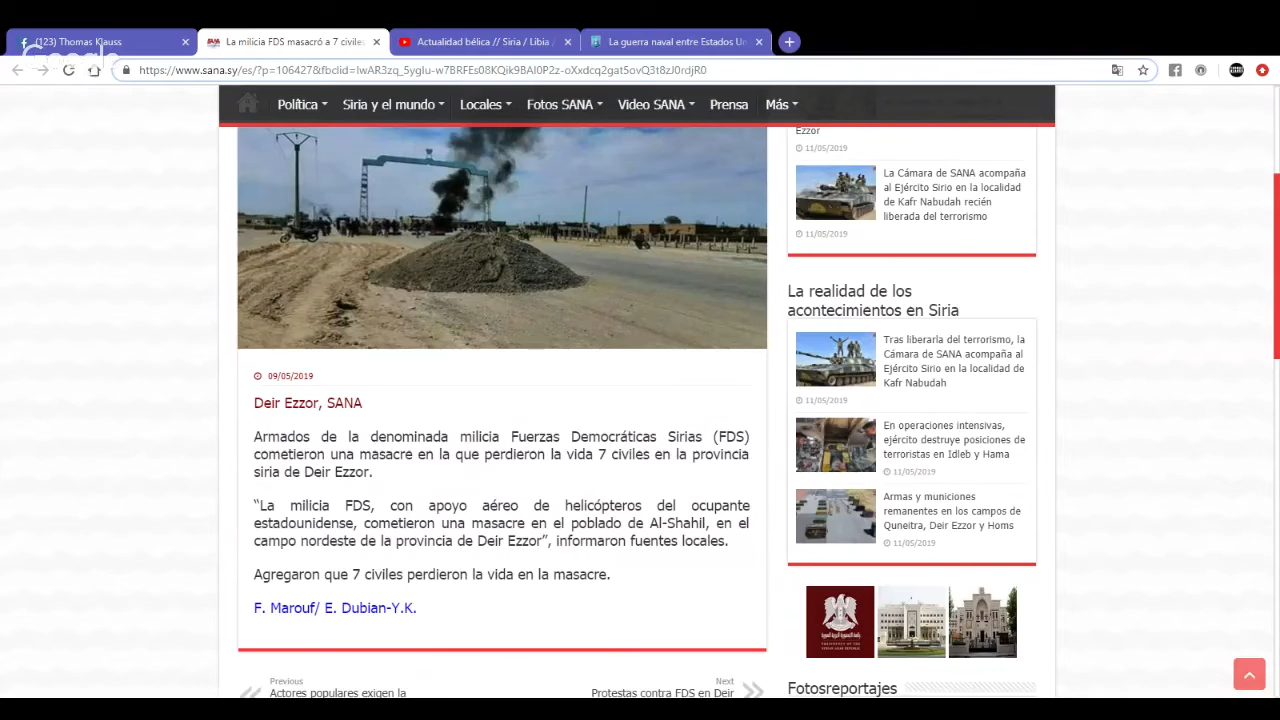 (123) Thomas Klauss
La milicia FDS masacró a 7 civiles
Actualidad bélica // Siria / Libia /
La guerra naval entre Estados Un
https://www.sana.sy/es/?p=106427&fbclid=IwAR3zq_5yglu-w7BRFEs08KQik9BAI0P2z-oXxdcq2gat5ovQ3t8zJ0rdjR0
Política
Siria y el mundo
Locales
Fotos SANA
Video SANA
Prensa
Más
09/05/2019
Deir Ezzor, SANA
Armados de la denominada milicia Fuerzas Democráticas Sirias (FDS)
cometieron una masacre en la que perdieron la vida 7 civiles en la provincia
siria de Deir Ezzor.
“La milicia FDS, con apoyo aéreo de helicópteros del ocupante
estadounidense, cometieron una masacre en el poblado de Al-Shahil, en el
campo nordeste de la provincia de Deir Ezzor”, informaron fuentes locales.
Agregaron que 7 civiles perdieron la vida en la masacre.
F. Marouf/ E. Dubian-Y.K.
Previous
Actores populares exigen la
Next
Protestas contra FDS en Deir
Ezzor
11/05/2019
La Cámara de SANA acompaña
al Ejército Sirio en la localidad
de Kafr Nabudah recién
liberada del terrorismo
11/05/2019
La realidad de los
acontecimientos en Siria
Tras liberarla del terrorismo, la
Cámara de SANA acompaña al
Ejército Sirio en la localidad de
Kafr Nabudah
11/05/2019
En operaciones intensivas,
ejército destruye posiciones de
terroristas en Idleb y Hama
11/05/2019
Armas y municiones
remanentes en los campos de
Quneitra, Deir Ezzor y Homs
11/05/2019
Fotosreportajes